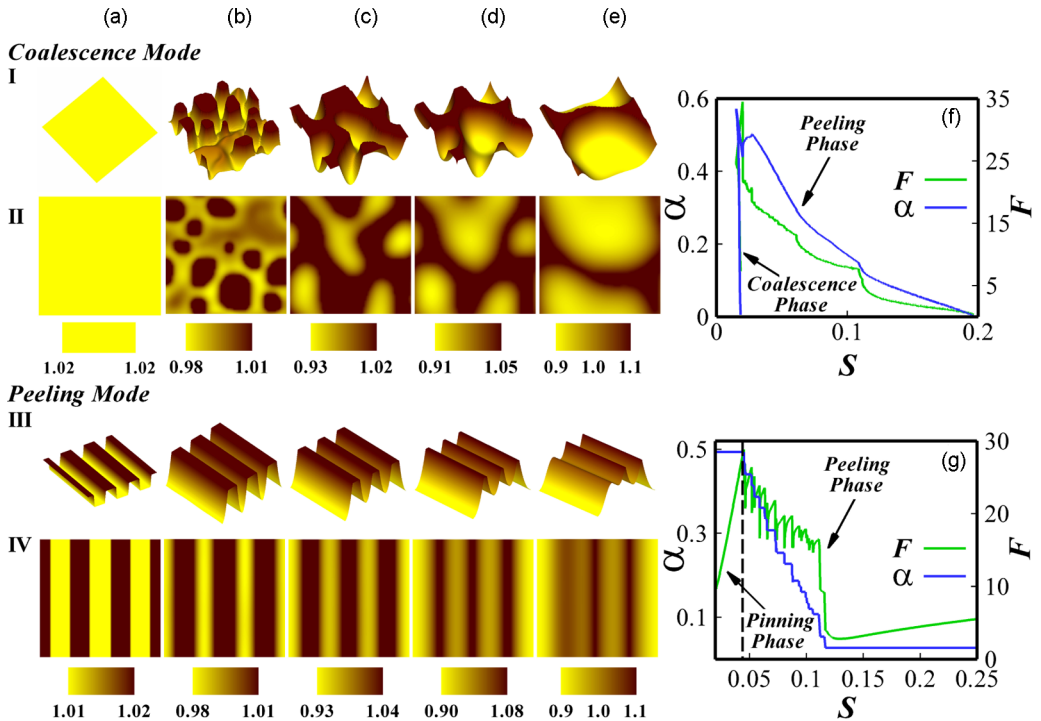 (a) (b) (c) (d) (e)
Coalescence Mode
I
II
1.02 1.02 0.98 1.01 0.93 1.02 0.91 1.05 0.9 1.0 1.1
Peeling Mode
III
IV
1.01 1.02 0.98 1.01 0.93 1.04 0.90 1.08 0.9 1.0 1.1
(f)
0.6
0.4
0.2
0
α
0 0.1 0.2
S
35
25
15
5
F
Peeling
Phase
F
α
Coalescence
Phase
(g)
0.5
0.3
0.1
α
0.05 0.1 0.15 0.2 0.25
S
30
20
10
0
F
Peeling
Phase
F
α
Pinning
Phase